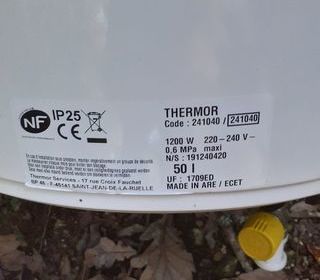 NF
IP25
CE
THERMOR
Code : 241040 / 241040
1200 W 220-240 V~
0,6 MPa maxi
50 l
N/S : 191240420
UF : 1709ED
MADE IN ARE / ECET
Thermor Services - 17 rue Croix Fauchet
BP 46 - F-45141 SAINT-JEAN-DE-LA-RUELLE